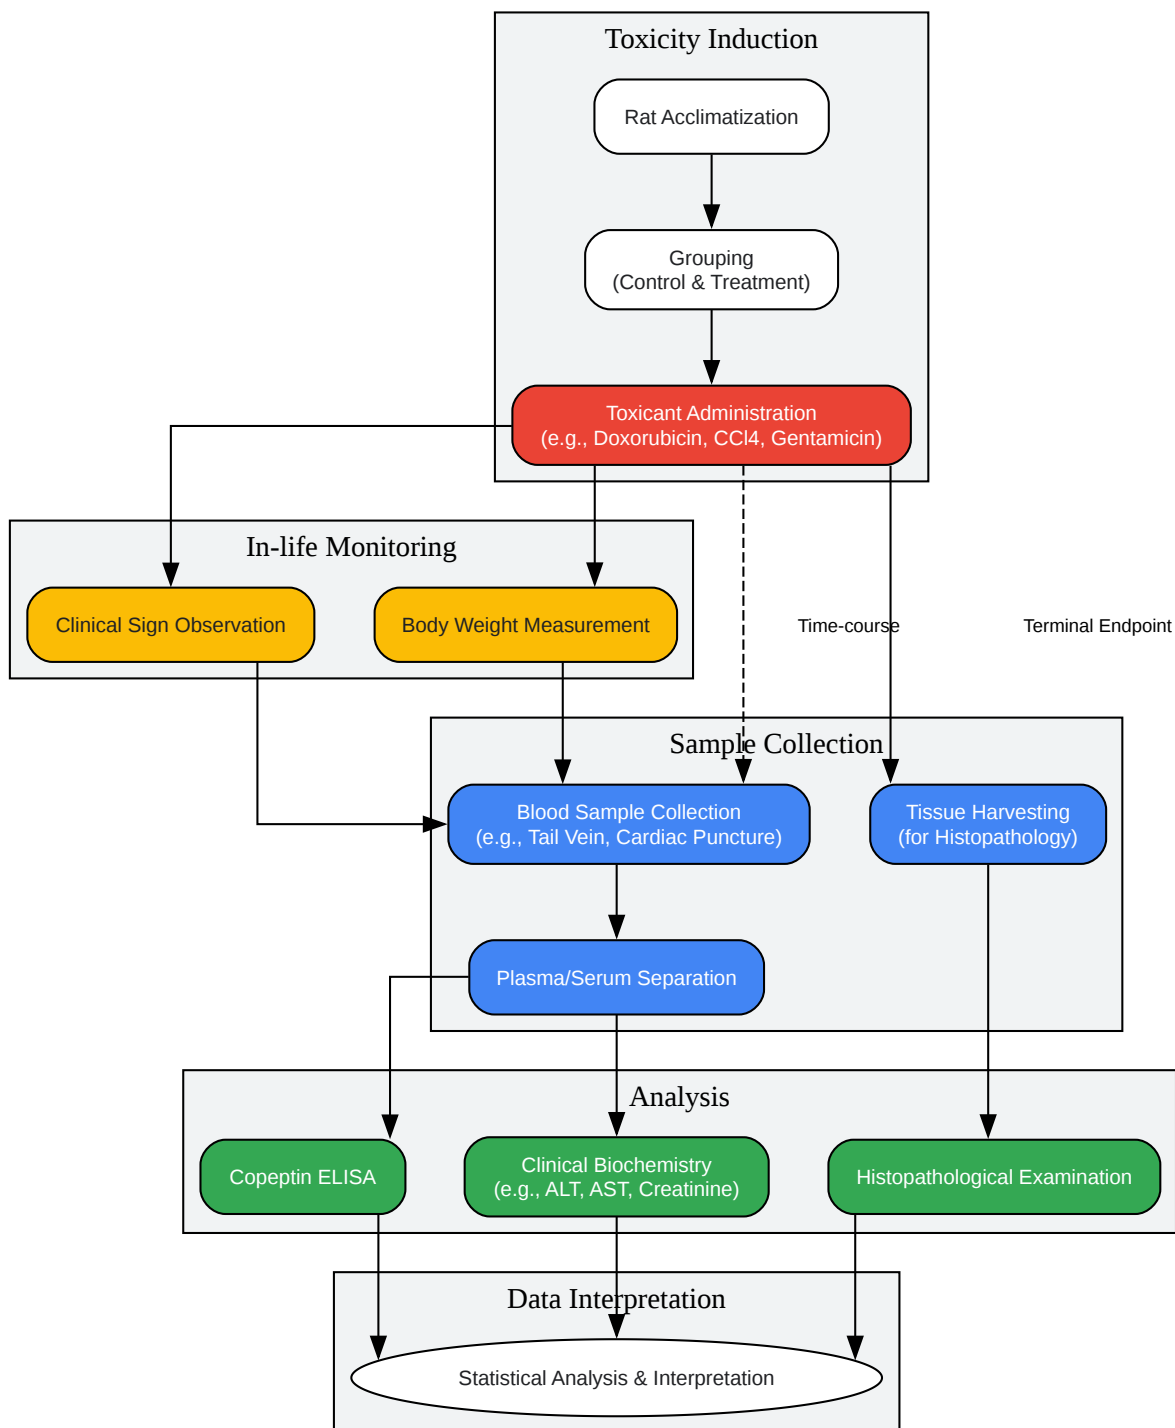 Toxicity Induction
Rat Acclimatization
Grouping
(Control & Treatment)
Toxicant Administration
(e.g., Doxorubicin, CCl4, Gentamicin)
In-life Monitoring
Clinical Sign Observation
Body Weight Measurement
Time-course
Terminal Endpoint
Sample Collection
Blood Sample Collection
(e.g., Tail Vein, Cardiac Puncture)
Tissue Harvesting
(for Histopathology)
Plasma/Serum Separation
Analysis
Copeptin ELISA
Clinical Biochemistry
(e.g., ALT, AST, Creatinine)
Histopathological Examination
Data Interpretation
Statistical Analysis & Interpretation